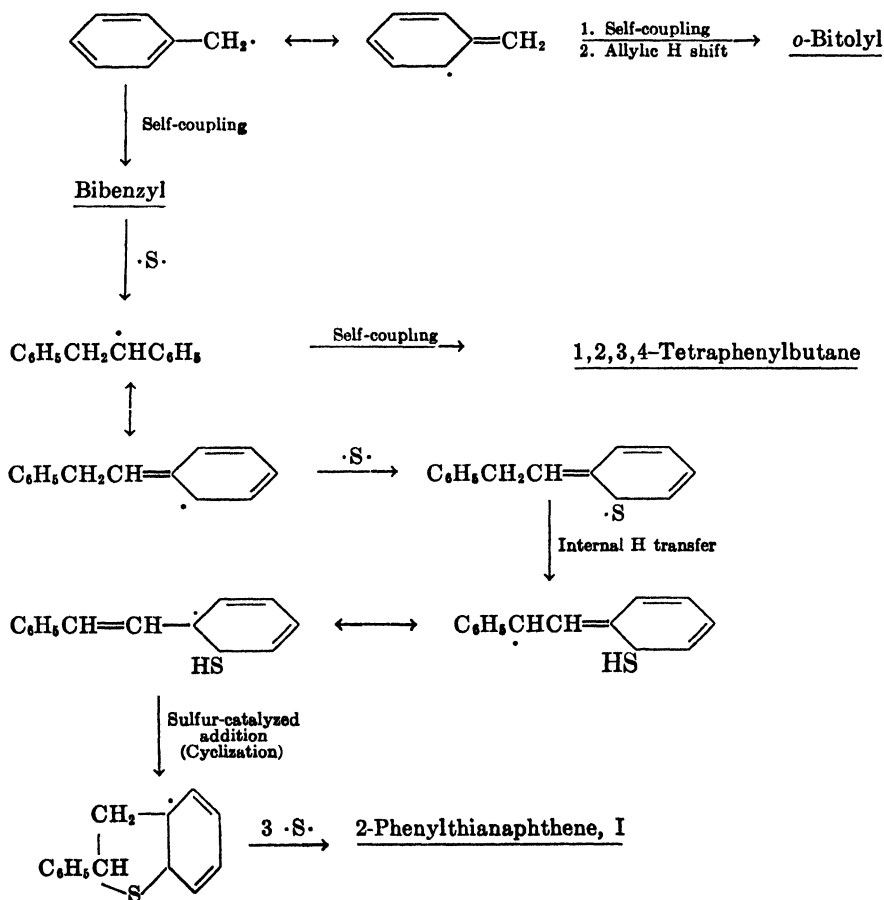 CH₂· ⟷ =CH₂ 1. Self-coupling
2. Allylic H shift
o-Bitolyl
Self-coupling
Bibenzyl
·S·
C₆H₅CH₂ĊHC₆H₅ Self-coupling 1,2,3,4-Tetraphenylbutane
C₆H₅CH₂CH= ·S· C₆H₅CH₂CH=
·S
Internal H transfer
C₆H₅CH=CH— ⟷ C₆H₅CHCH=
HS HS
Sulfur-catalyzed
addition
(Cyclization)
CH₂ 3 ·S· 2-Phenylthianaphthene, I
C₆H₅CH
S